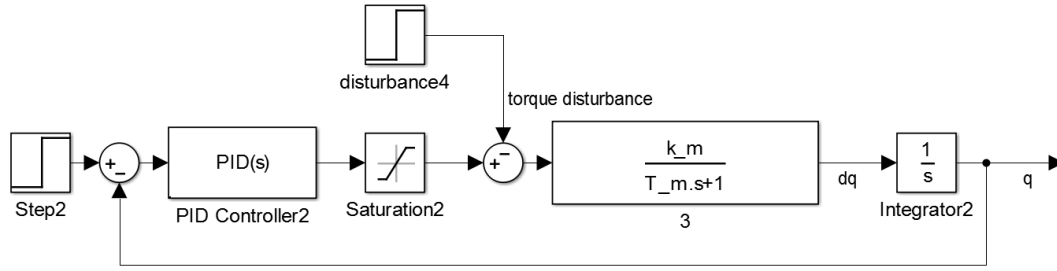 disturbance4
torque disturbance
Step2
+
-
PID(s)
PID Controller2
Saturation2
+
-
k_m
T_m.s+1
3
dq
1
s
Integrator2
q